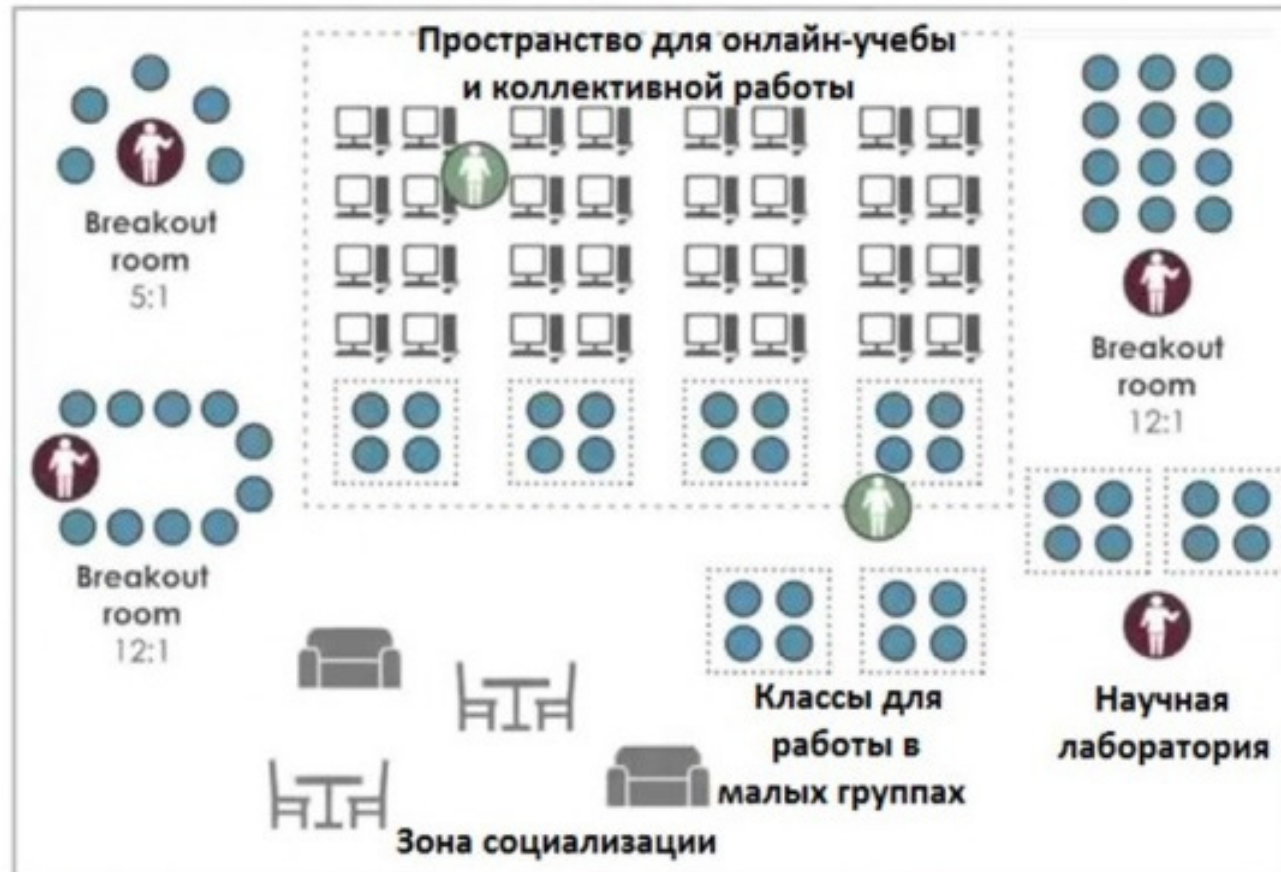 Пространство для онлайн-учебы
и коллективной работы
Breakout
room
5:1
Breakout
room
12:1
Breakout
room
12:1
Классы для
работы в
малых группах
Научная
лаборатория
Зона социализации